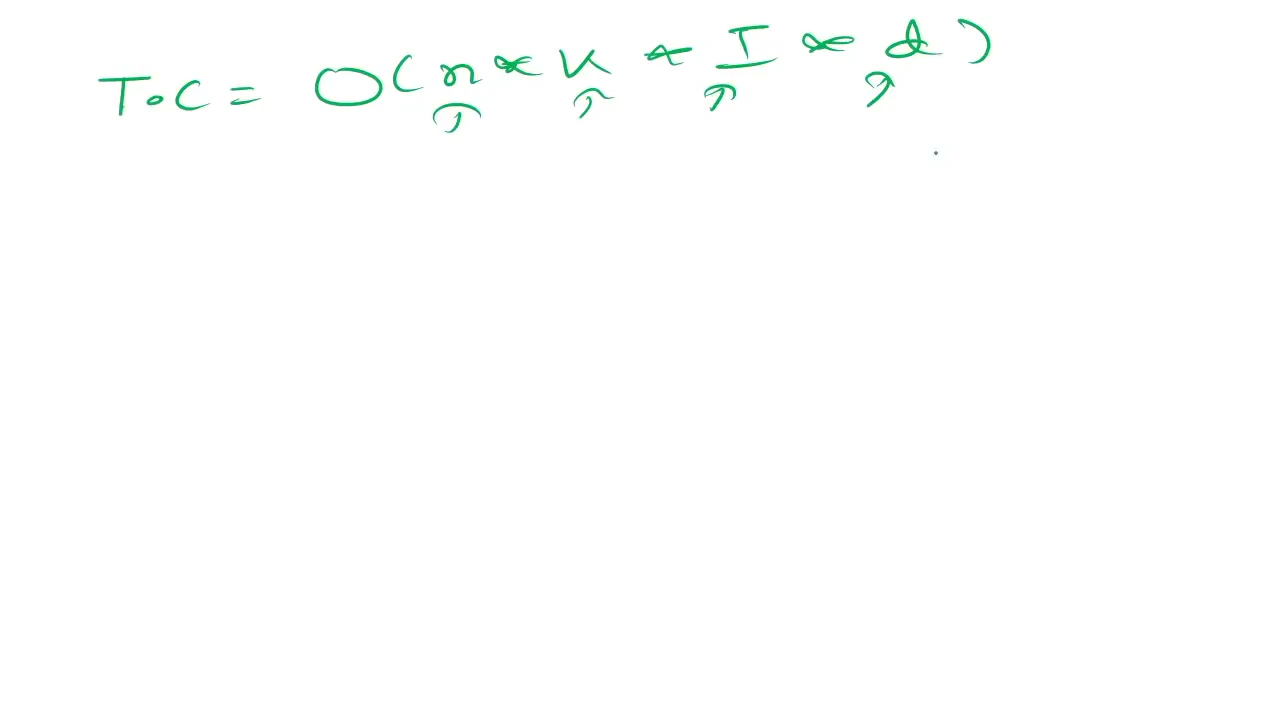 T.C = O(n * K * I * d)